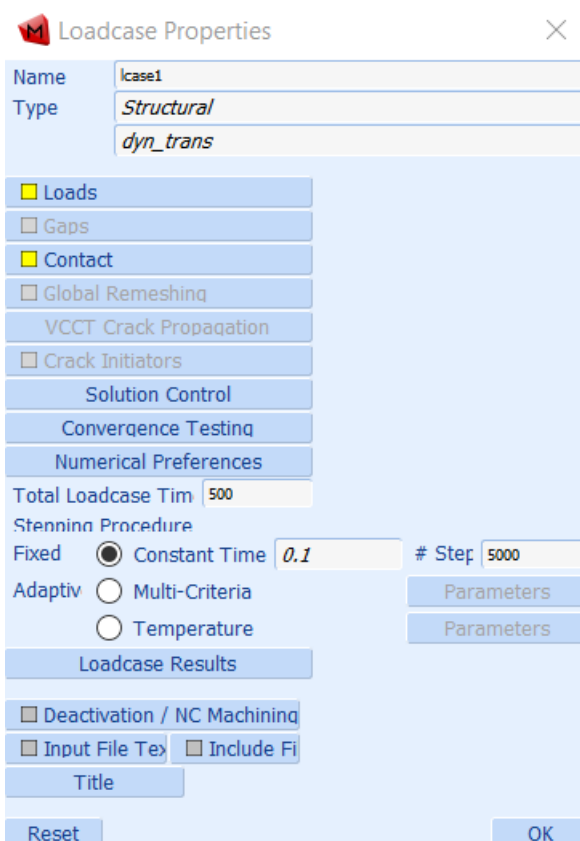 Loadcase Properties
Name lcase1
Type Structural
dyn_trans
Loads
Gaps
Contact
Global Remeshing
VCCT Crack Propagation
Crack Initiators
Solution Control
Convergence Testing
Numerical Preferences
Total Loadcase Tim 500
Stepping Procedure
Fixed Constant Time 0.1 # Step 5000
Adaptiv Multi-Criteria Parameters
Temperature Parameters
Loadcase Results
Deactivation / NC Machining
Input File Tex Include Fi
Title
Reset OK